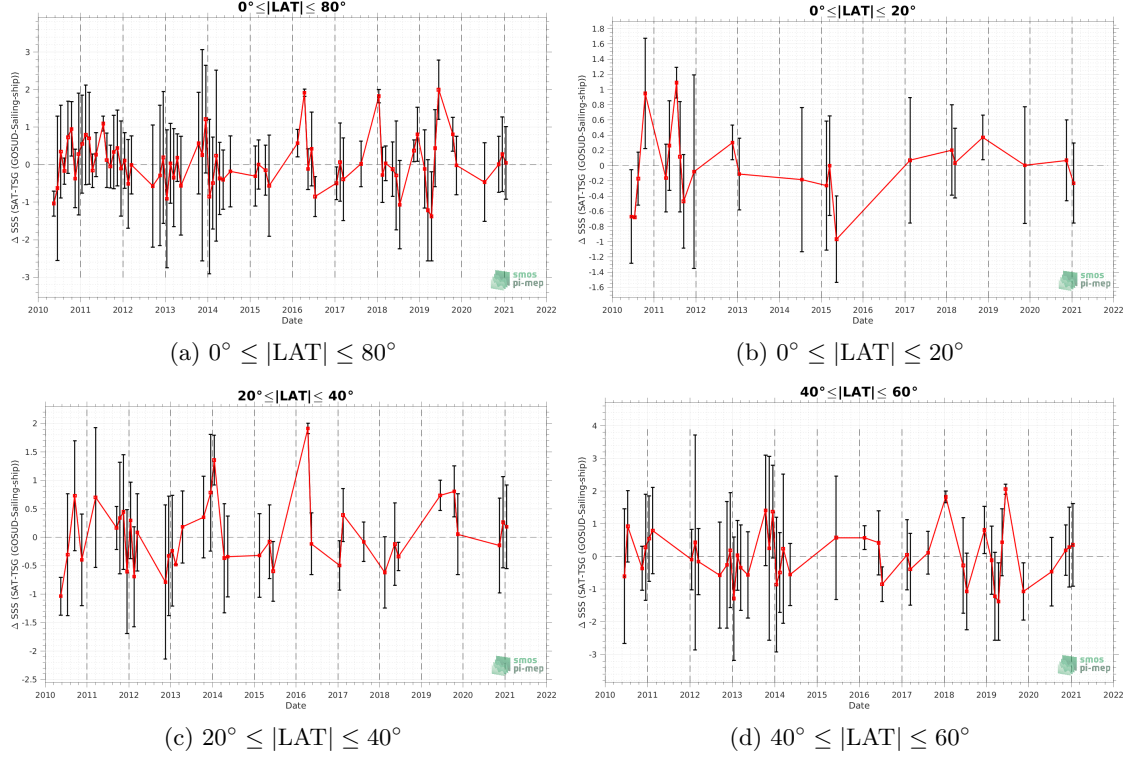 0°≤|LAT|≤ 80°
Δ SSS (SAT-TSG (GOSUD-Sailing-ship))
3
2
1
0
-1
-2
-3
2010 2011 2012 2013 2014 2015 2016 2017 2018 2019 2020 2021 2022
Date
smos
pi-mep
(a) 0° ≤ |LAT| ≤ 80°
0°≤|LAT|≤ 20°
Δ SSS (SAT-TSG (GOSUD-Sailing-ship))
1.8
1.6
1.4
1.2
1
0.8
0.6
0.4
0.2
0
-0.2
-0.4
-0.6
-0.8
-1
-1.2
-1.4
-1.6
2010 2011 2012 2013 2014 2015 2016 2017 2018 2019 2020 2021 2022
Date
smos
pi-mep
(b) 0° ≤ |LAT| ≤ 20°
20°≤|LAT|≤ 40°
Δ SSS (SAT-TSG (GOSUD-Sailing-ship))
2
1.5
1
0.5
0
-0.5
-1
-1.5
-2
-2.5
2010 2011 2012 2013 2014 2015 2016 2017 2018 2019 2020 2021 2022
Date
smos
pi-mep
(c) 20° ≤ |LAT| ≤ 40°
40°≤|LAT|≤ 60°
Δ SSS (SAT-TSG (GOSUD-Sailing-ship))
4
3
2
1
0
-1
-2
-3
2010 2011 2012 2013 2014 2015 2016 2017 2018 2019 2020 2021 2022
Date
smos
pi-mep
(d) 40° ≤ |LAT| ≤ 60°